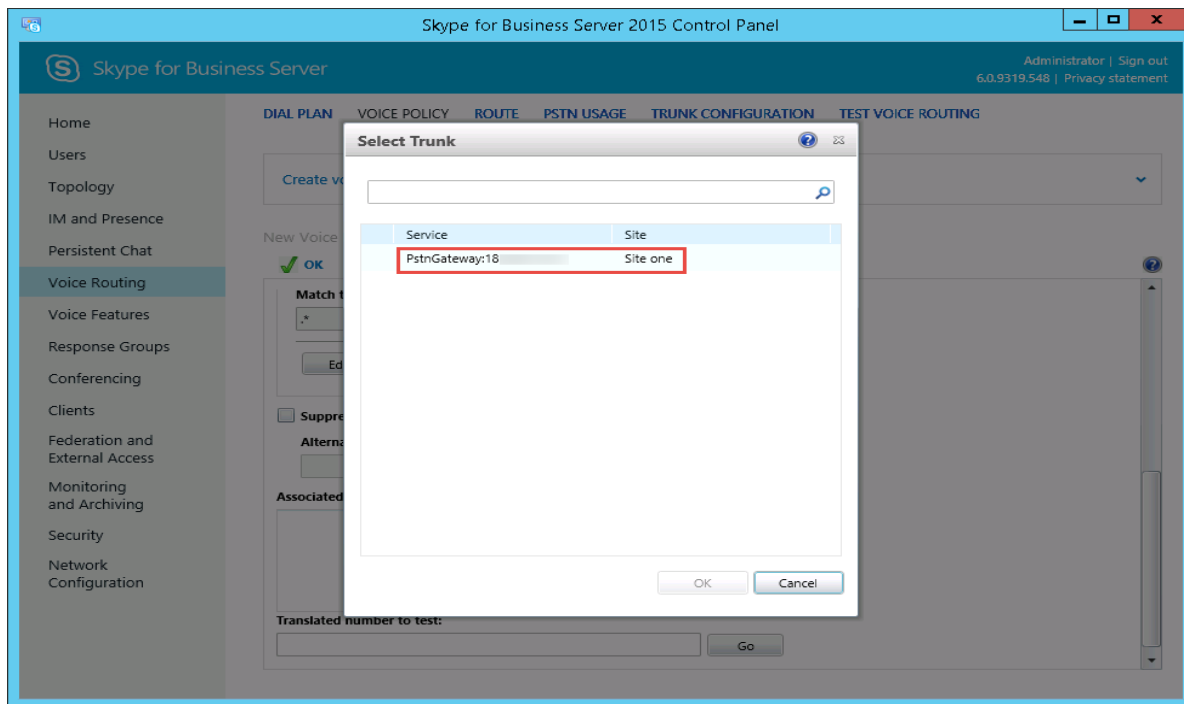 Skype for Business Server 2015 Control Panel
Skype for Business Server
Administrator | Sign out
6.0.9319.548 | Privacy statement
Home
Users
Topology
IM and Presence
Persistent Chat
Voice Routing
Voice Features
Response Groups
Conferencing
Clients
Federation and
External Access
Monitoring
and Archiving
Security
Network
Configuration
DIAL PLAN VOICE POLICY ROUTE PSTN USAGE TRUNK CONFIGURATION TEST VOICE ROUTING
Create vo
New Voice
OK
Match t
.*
Ed
Suppre
Alterna
Associated
Translated number to test:
Go
Select Trunk
Service Site
PstnGateway:18 Site one
OK Cancel